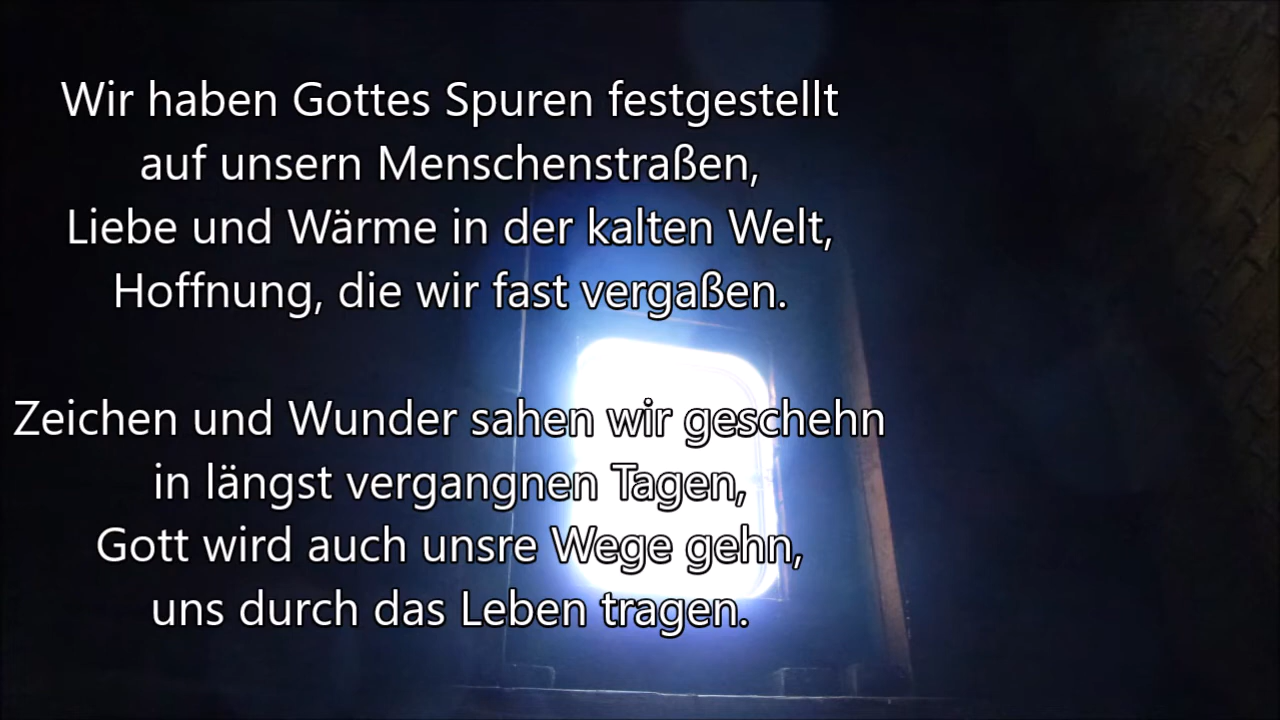 Wir haben Gottes Spuren festgestellt
auf unsern Menschenstraßen,
Liebe und Wärme in der kalten Welt,
Hoffnung, die wir fast vergaßen.
Zeichen und Wunder sahen wir geschehn
in längst vergangnen Tagen,
Gott wird auch unsre Wege gehn,
uns durch das Leben tragen.